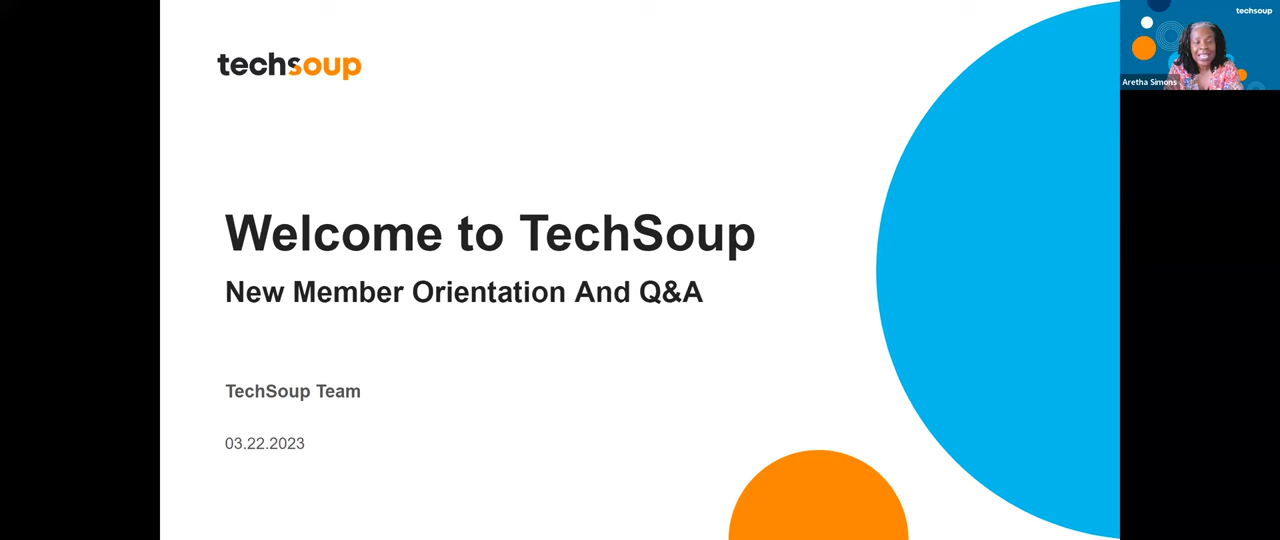 techsoup
Welcome to TechSoup
New Member Orientation And Q&A
TechSoup Team
03.22.2023
techsoup
Aretha Simons